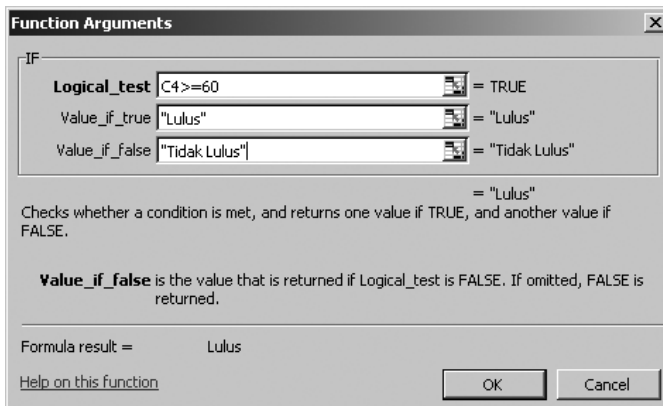 Function Arguments
IF
Logical_test C4>=60 = TRUE
Value_if_true "Lulus" = "Lulus"
Value_if_false "Tidak Lulus" = "Tidak Lulus"
= "Lulus"
Checks whether a condition is met, and returns one value if TRUE, and another value if
FALSE.
Value_if_false is the value that is returned if Logical_test is FALSE. If omitted, FALSE is
returned.
Formula result = Lulus
Help on this function
OK Cancel